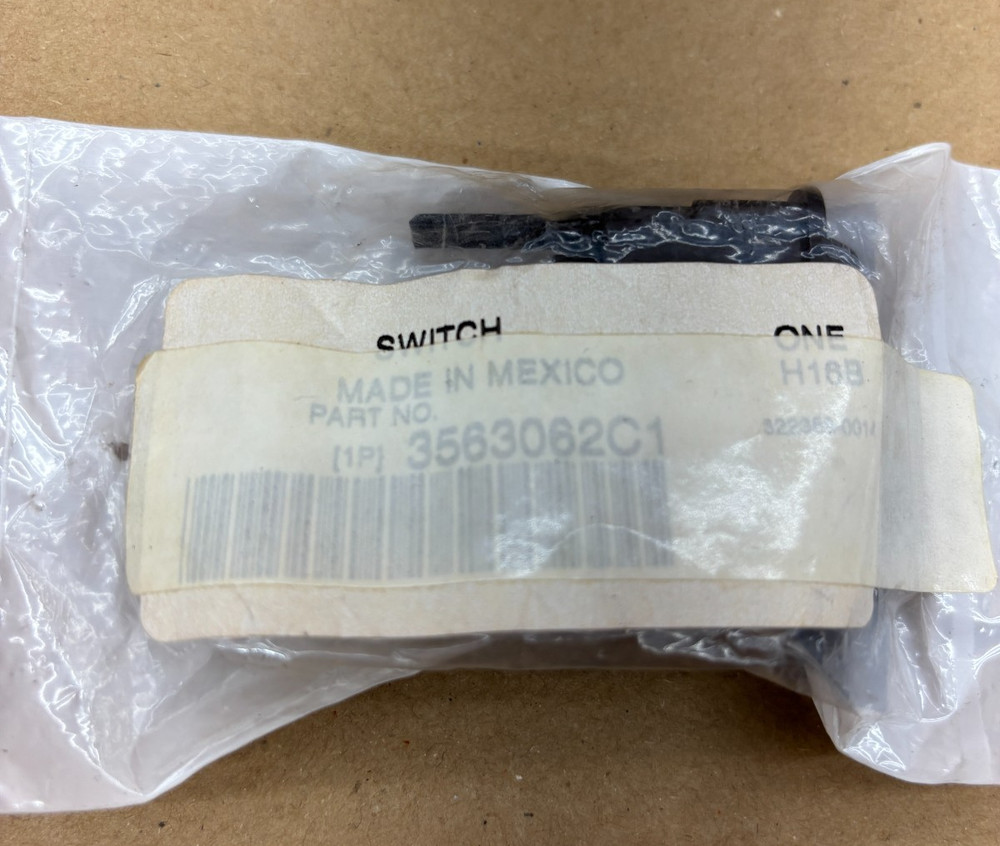 SWITCH ONE
MADE IN MEXICO H16B
PART NO.
[1P] 3563062C1